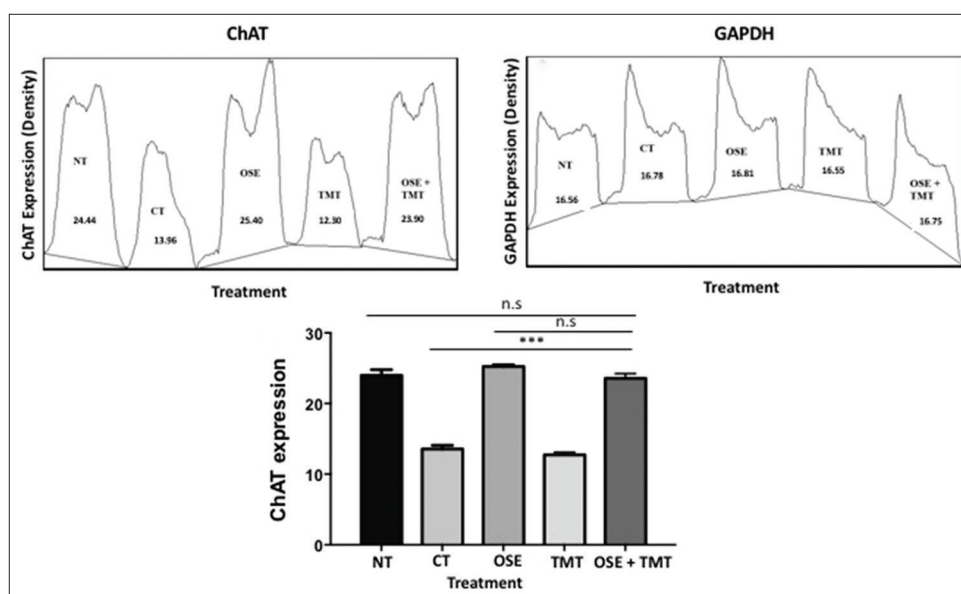 ChAT
ChAT Expression (Density)
NT
24.44
CT
13.96
OSE
25.40
TMT
12.30
OSE +
TMT
23.90
Treatment
GAPDH
GAPDH Expression (Density)
NT
16.56
CT
16.78
OSE
16.81
TMT
16.55
OSE +
TMT
16.75
Treatment
n.s
n.s
***
ChAT expression
30
20
10
0
NT CT OSE TMT OSE + TMT
Treatment